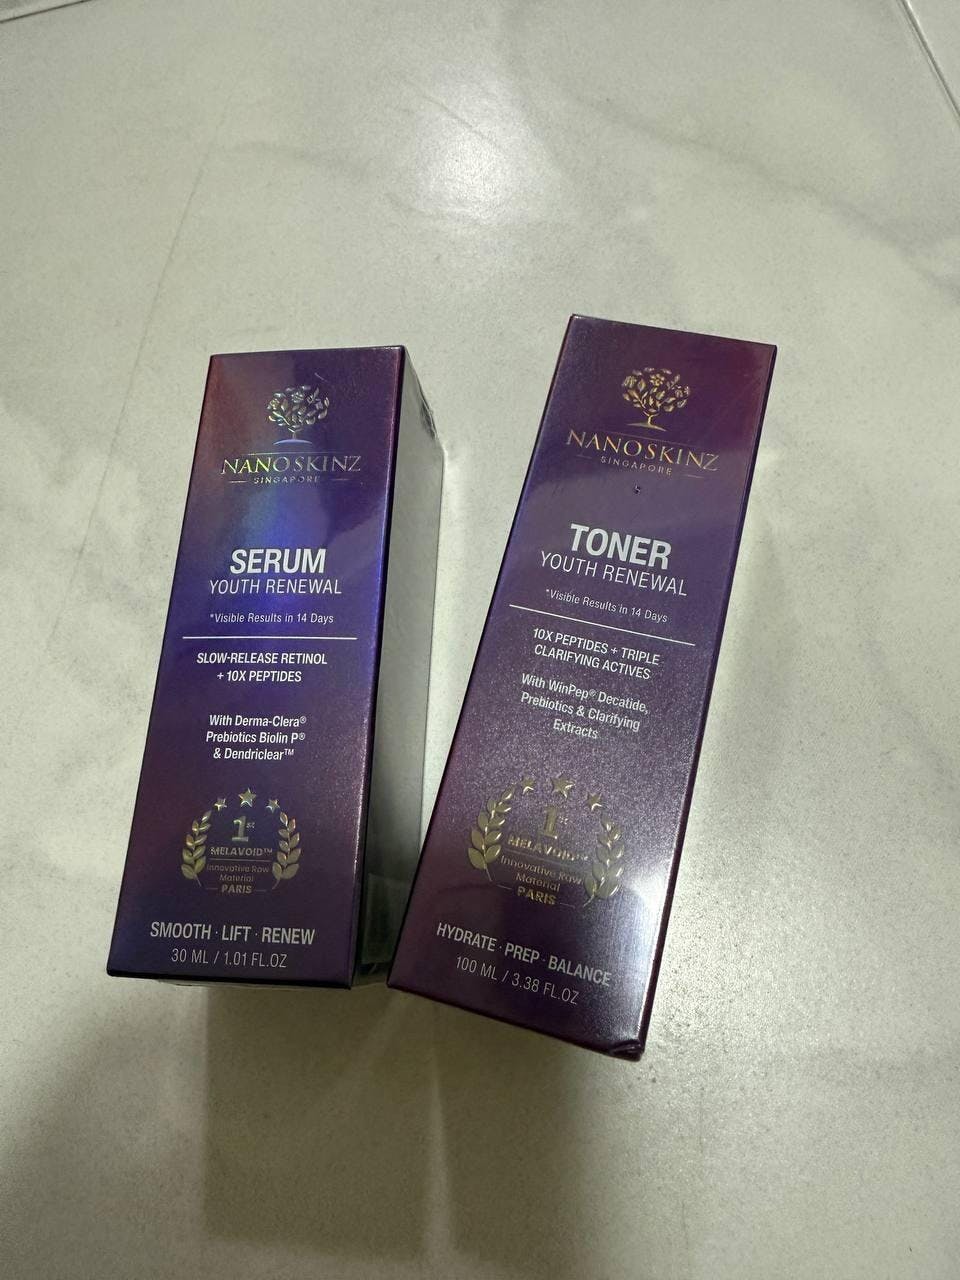 NANOSKINZ
SINGAPORE
SERUM
YOUTH RENEWAL
*Visible Results in 14 Days
SLOW-RELEASE RETINOL
+ 10X PEPTIDES
With Derma-Clera®
Prebiotics Biolin P®
& Dendriclear™
1st
MELAVOID™
Innovative Raw
Material
PARIS
SMOOTH · LIFT · RENEW
30 ML / 1.01 FL.OZ
NANOSKINZ
SINGAPORE
TONER
YOUTH RENEWAL
*Visible Results in 14 Days
10X PEPTIDES + TRIPLE
CLARIFYING ACTIVES
With WinPep® Decatide,
Prebiotics & Clarifying
Extracts
1st
MELAVOID™
Innovative Raw
Material
PARIS
HYDRATE · PREP · BALANCE
100 ML / 3.38 FL.OZ